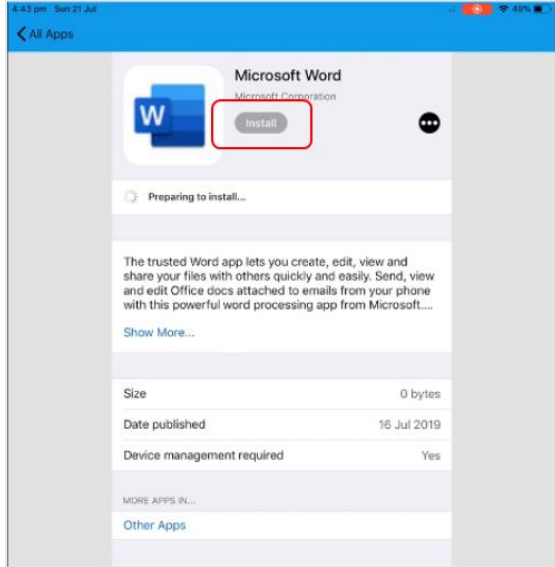 4:43 pm Sun 21 Jul 49%
All Apps
Microsoft Word
Microsoft Corporation
W
Install
Preparing to install...
The trusted Word app lets you create, edit, view and
share your files with others quickly and easily. Send, view
and edit Office docs attached to emails from your phone
with this powerful word processing app from Microsoft....
Show More...
Size 0 bytes
Date published 16 Jul 2019
Device management required Yes
MORE APPS IN...
Other Apps